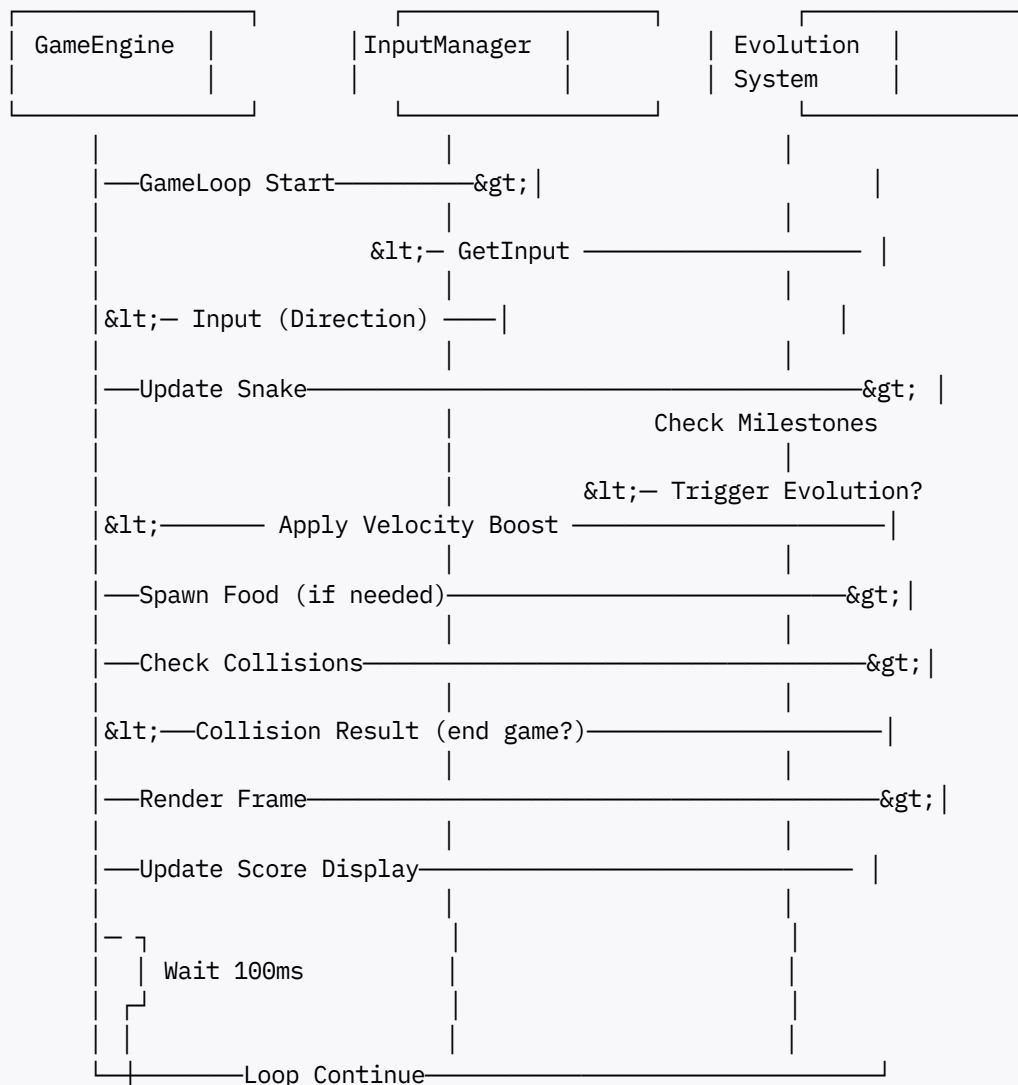 GameEngine InputManager Evolution
System
GameLoop Start &gt;
&lt; GetInput
&lt; Input (Direction)
Update Snake &gt;
Check Milestones
&lt; Trigger Evolution?
&lt; Apply Velocity Boost
Spawn Food (if needed) &gt;
Check Collisions &gt;
&lt; Collision Result (end game?)
Render Frame &gt;
Update Score Display
Wait 100ms
Loop Continue